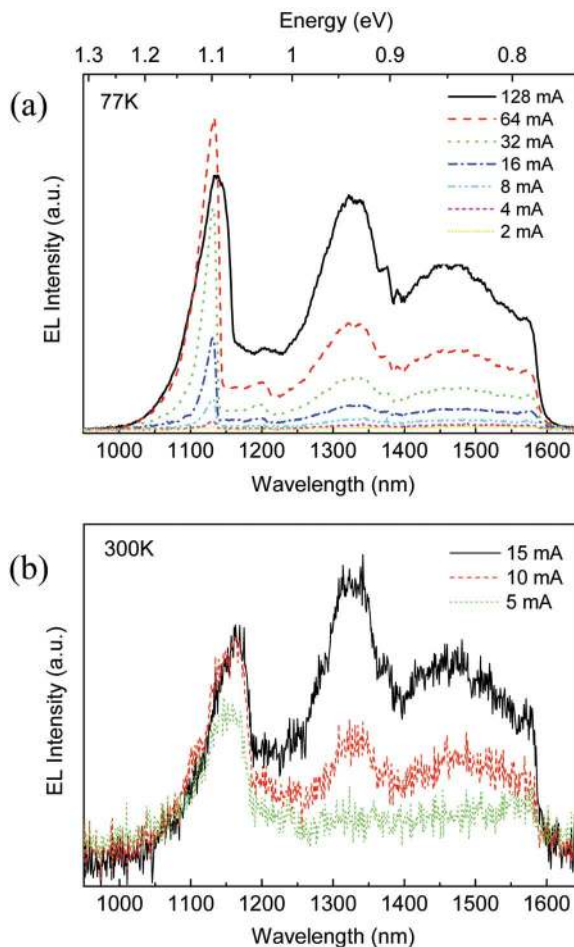 Energy (eV)
1.3 1.2 1.1 1 0.9 0.8
(a)
77K
128 mA
64 mA
32 mA
16 mA
8 mA
4 mA
2 mA
EL Intensity (a.u.)
1000 1100 1200 1300 1400 1500 1600
Wavelength (nm)
(b)
300K
15 mA
10 mA
5 mA
EL Intensity (a.u.)
1000 1100 1200 1300 1400 1500 1600
Wavelength (nm)